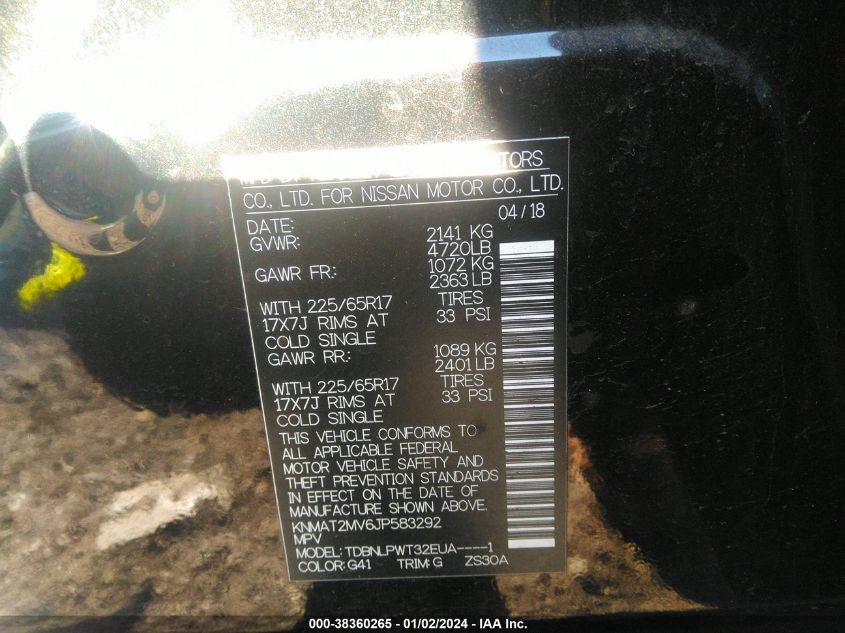 TORS
CO., LTD. FOR NISSAN MOTOR CO., LTD.
DATE: 04/18
GVWR: 2141 KG
4720LB
GAWR FR.: 1072 KG
2363 LB
WITH 225/65R17 TIRES
17X7J RIMS AT 33 PSI
COLD SINGLE
GAWR RR.: 1089 KG
2401 LB
WITH 225/65R17 TIRES
17X7J RIMS AT 33 PSI
COLD SINGLE
THIS VEHICLE CONFORMS TO
ALL APPLICABLE FEDERAL
MOTOR VEHICLE SAFETY AND
THEFT PREVENTION STANDARDS
IN EFFECT ON THE DATE OF
MANUFACTURE SHOWN ABOVE.
KNMAT2MV6JP583292
MPV
MODEL: TDBNLPWT32EUA----1
COLOR: G41 TRIM: G ZS30A
000-38360265 - 01/02/2024 - IAA Inc.